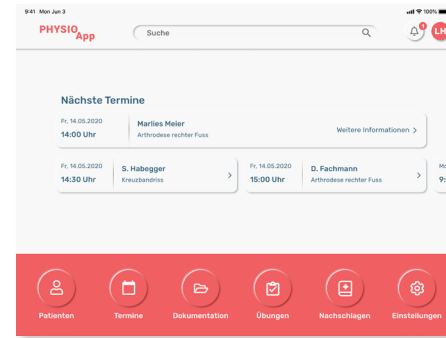 9:41 Mon Jun 3
100%
PHYSIO
App
Suche
1
LH
Nächste Termine
Fr, 14.05.2020
14:00 Uhr
Marlies Meier
Arthrodese rechter Fuss
Weitere Informationen
Fr, 14.05.2020
14:30 Uhr
S. Habegger
Kreuzbandriss
Fr, 14.05.2020
15:00 Uhr
D. Fachmann
Arthrodese rechter Fuss
Mo
9:
Patienten
Termine
Dokumentation
Übungen
Nachschlagen
Einstellungen